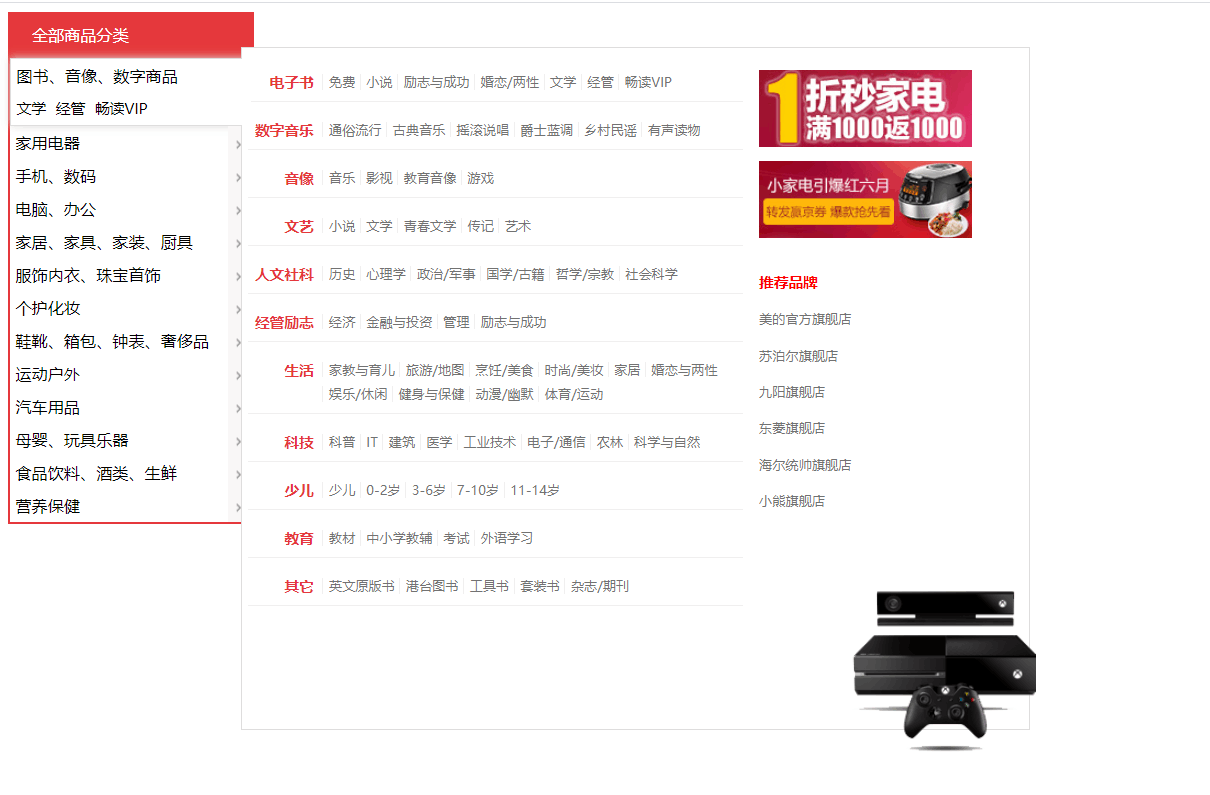 全部商品分类
图书、音像、数字商品
文学 经管 畅读VIP
家用电器
手机、数码
电脑、办公
家居、家具、家装、厨具
服饰内衣、珠宝首饰
个护化妆
鞋靴、箱包、钟表、奢侈品
运动户外
汽车用品
母婴、玩具乐器
食品饮料、酒类、生鲜
营养保健
电子书 免费 小说 励志与成功 婚恋/两性 文学 经管 畅读VIP
数字音乐 通俗流行 古典音乐 摇滚说唱 爵士蓝调 乡村民谣 有声读物
音像 音乐 影视 教育音像 游戏
文艺 小说 文学 青春文学 传记 艺术
人文社科 历史 心理学 政治/军事 国学/古籍 哲学/宗教 社会科学
经管励志 经济 金融与投资 管理 励志与成功
生活 家教与育儿 旅游/地图 烹饪/美食 时尚/美妆 家居 婚恋与两性
娱乐/休闲 健身与保健 动漫/幽默 体育/运动
科技 科普 IT 建筑 医学 工业技术 电子/通信 农林 科学与自然
少儿 少儿 0-2岁 3-6岁 7-10岁 11-14岁
教育 教材 中小学教辅 考试 外语学习
其它 英文原版书 港台图书 工具书 套装书 杂志/期刊
1折秒家电
满1000返1000
小家电引爆红六月
转发赢京券 爆款抢先看
推荐品牌
美的官方旗舰店
苏泊尔旗舰店
九阳旗舰店
东菱旗舰店
海尔统帅旗舰店
小熊旗舰店